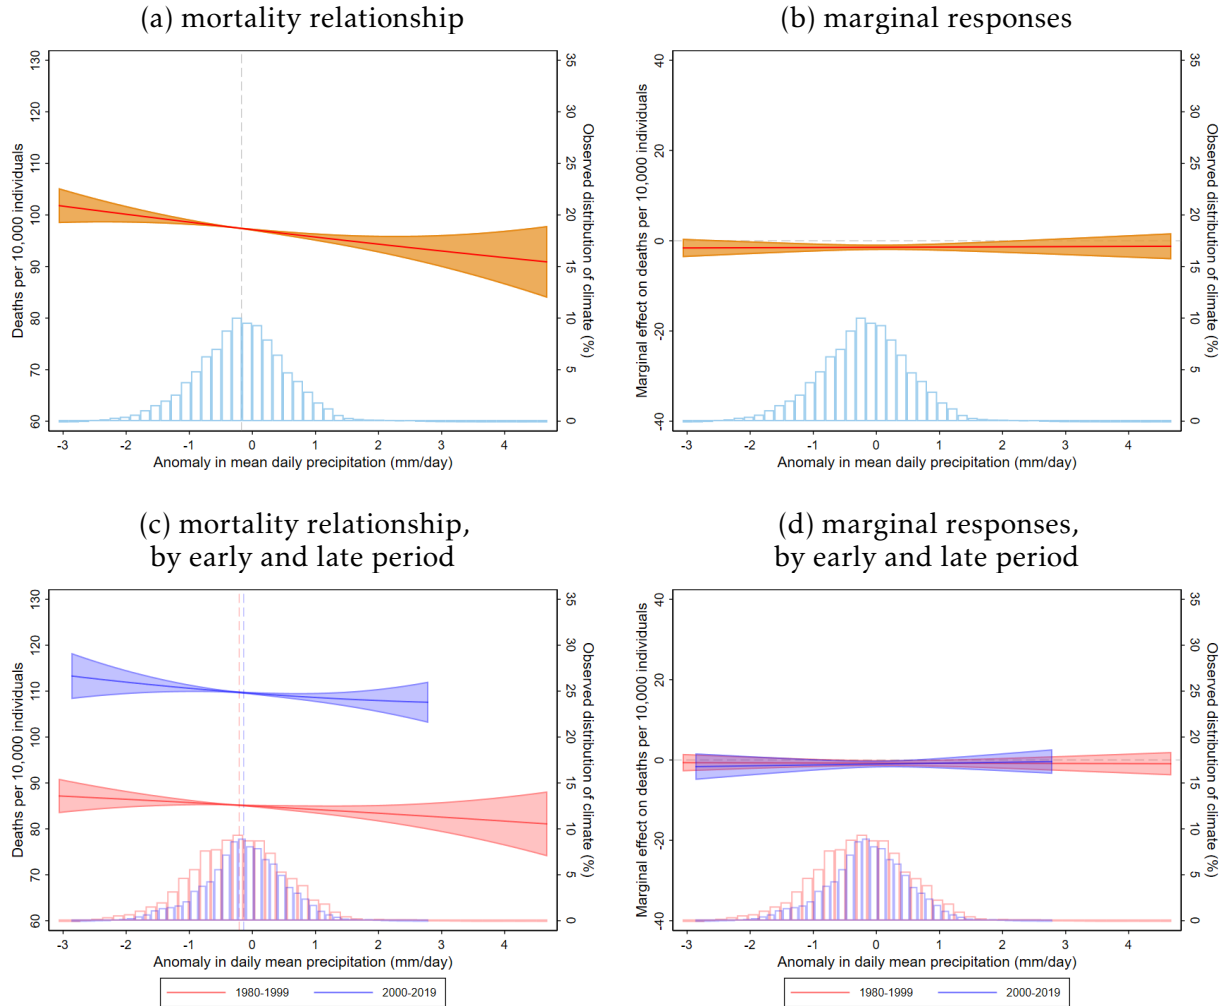 (a) mortality relationship
Deaths per 10,000 individuals
130
120
110
100
90
80
70
60
-3 -2 -1 0 1 2 3 4
Anomaly in mean daily precipitation (mm/day)
35
30
25
20
15
10
5
0
Observed distribution of climate (%)
(b) marginal responses
Marginal effect on deaths per 10,000 individuals
40
20
0
-20
-40
-3 -2 -1 0 1 2 3 4
Anomaly in mean daily precipitation (mm/day)
35
30
25
20
15
10
5
0
Observed distribution of climate (%)
(c) mortality relationship,
by early and late period
Deaths per 10,000 individuals
130
120
110
100
90
80
70
60
-3 -2 -1 0 1 2 3 4
Anomaly in daily mean precipitation (mm/day)
35
30
25
20
15
10
5
0
Observed distribution of climate (%)
1980-1999 2000-2019
(d) marginal responses,
by early and late period
Marginal effect on deaths per 10,000 individuals
40
20
0
-20
-40
-3 -2 -1 0 1 2 3 4
Anomaly in daily mean precipitation (mm/day)
35
30
25
20
15
10
5
0
Observed distribution of climate (%)
1980-1999 2000-2019